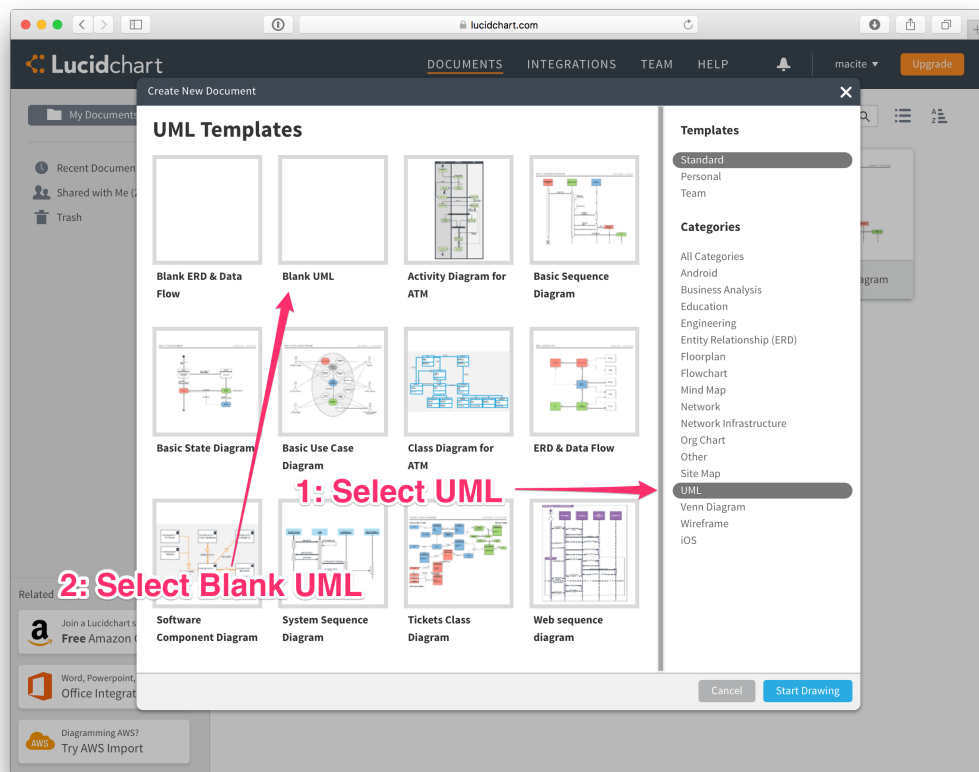 lucidchart.com
Lucidchart
DOCUMENTS INTEGRATIONS TEAM HELP macite ▼ Upgrade
My Documents
Recent Documen
Shared with Me (2
Trash
Create New Document
UML Templates
Blank ERD & Data
Flow
Blank UML
Activity Diagram for
ATM
Basic Sequence
Diagram
Basic State Diagram
Basic Use Case
Diagram
Class Diagram for
ATM
ERD & Data Flow
1: Select UML
2: Select Blank UML
Software
Component Diagram
System Sequence
Diagram
Tickets Class
Diagram
Web sequence
diagram
Templates
Standard
Personal
Team
Categories
All Categories
Android
Business Analysis
Education
Engineering
Entity Relationship (ERD)
Floorplan
Flowchart
Mind Map
Network
Network Infrastructure
Org Chart
Other
Site Map
UML
Venn Diagram
Wireframe
iOS
Cancel
Start Drawing
agram
Related
Join a Lucidchart s
Free Amazon
Word, Powerpoint,
Office Integrat
AWS
Diagramming AWS?
Try AWS Import